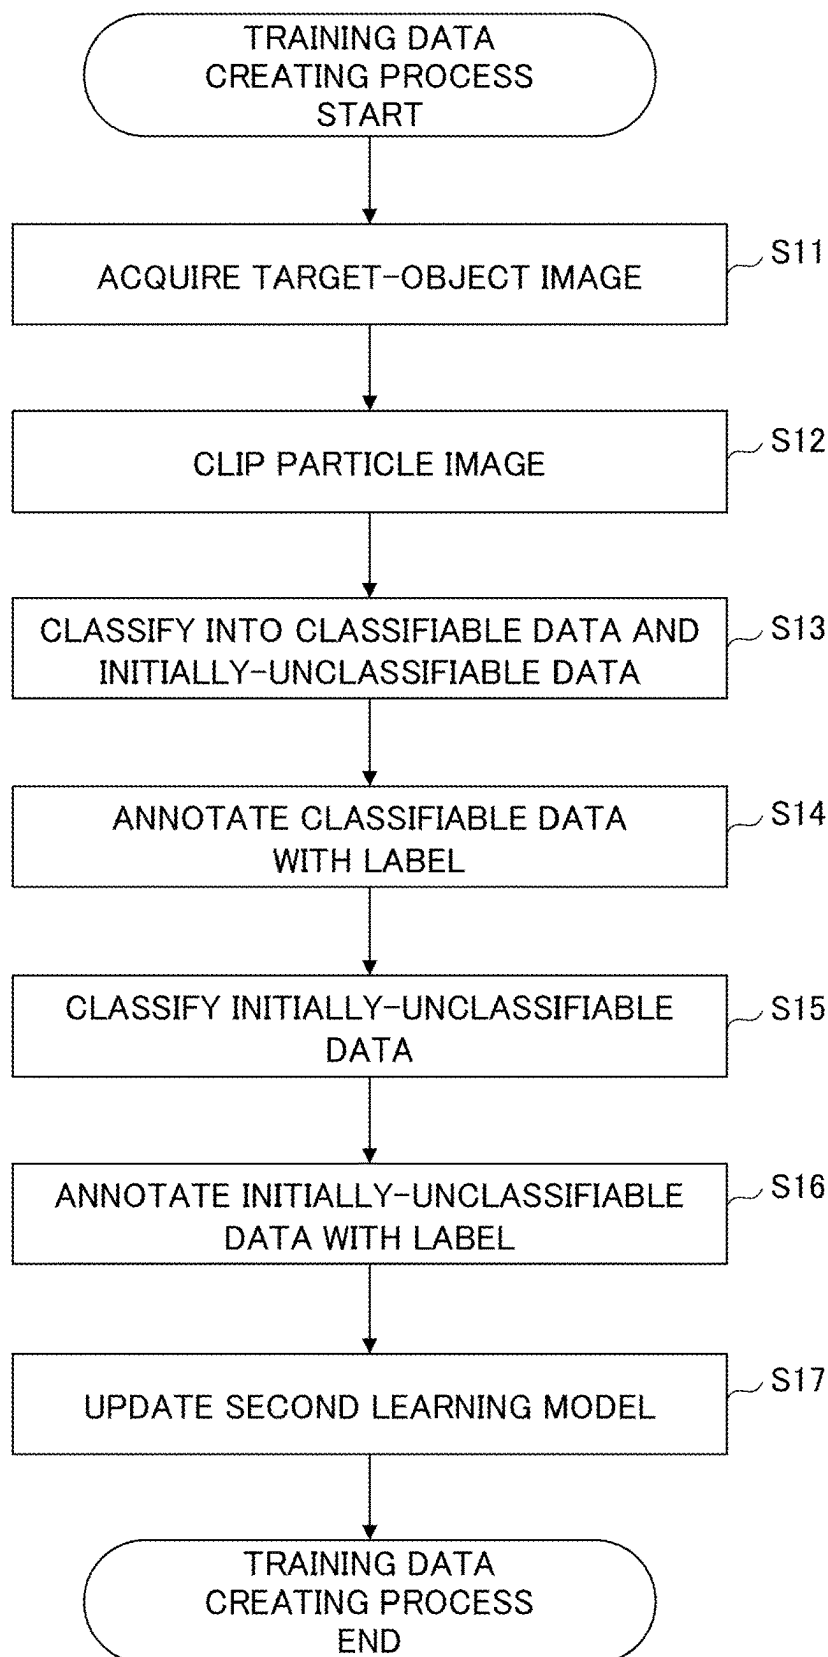 TRAINING DATA
CREATING PROCESS
START
ACQUIRE TARGET-OBJECT IMAGE
S11
CLIP PARTICLE IMAGE
S12
CLASSIFY INTO CLASSIFIABLE DATA AND
INITIALLY-UNCLASSIFIABLE DATA
S13
ANNOTATE CLASSIFIABLE DATA
WITH LABEL
S14
CLASSIFY INITIALLY-UNCLASSIFIABLE
DATA
S15
ANNOTATE INITIALLY-UNCLASSIFIABLE
DATA WITH LABEL
S16
UPDATE SECOND LEARNING MODEL
S17
TRAINING DATA
CREATING PROCESS
END